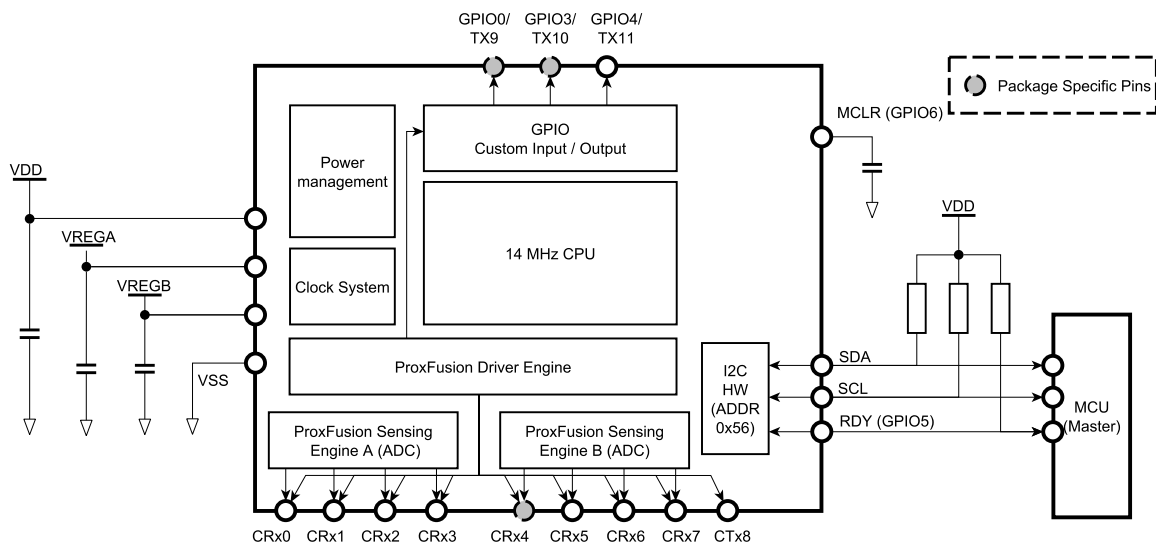 GPIO0/
TX9
GPIO3/
TX10
GPIO4/
TX11
Package Specific Pins
MCLR (GPIO6)
GPIO
Custom Input / Output
Power
management
VDD
14 MHz CPU
VDD
VREGA
Clock System
VREGB
ProxFusion Driver Engine
VSS
I2C
HW
(ADDR
0x56)
SDA
SCL
RDY (GPIO5)
MCU
(Master)
ProxFusion Sensing
Engine A (ADC)
ProxFusion Sensing
Engine B (ADC)
CRx0
CRx1
CRx2
CRx3
CRx4
CRx5
CRx6
CRx7
CTx8